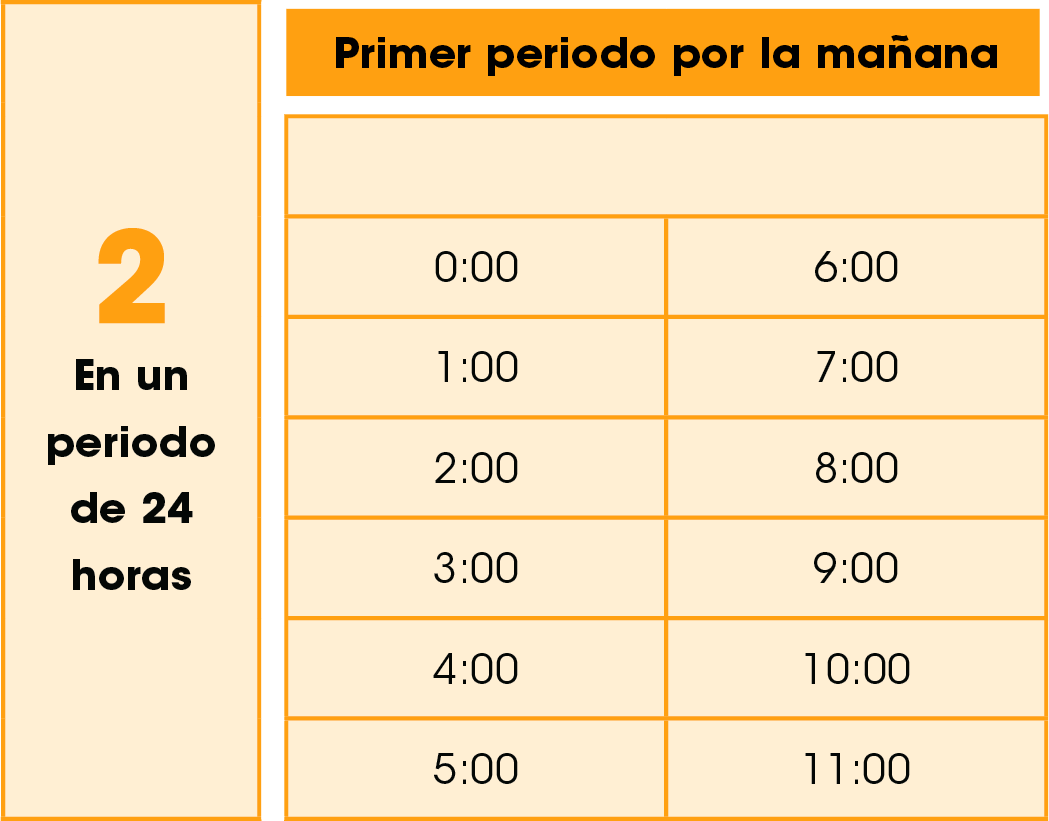 2
En un
periodo
de 24
horas
Primer periodo por la mañana
0:00 6:00
1:00 7:00
2:00 8:00
3:00 9:00
4:00 10:00
5:00 11:00